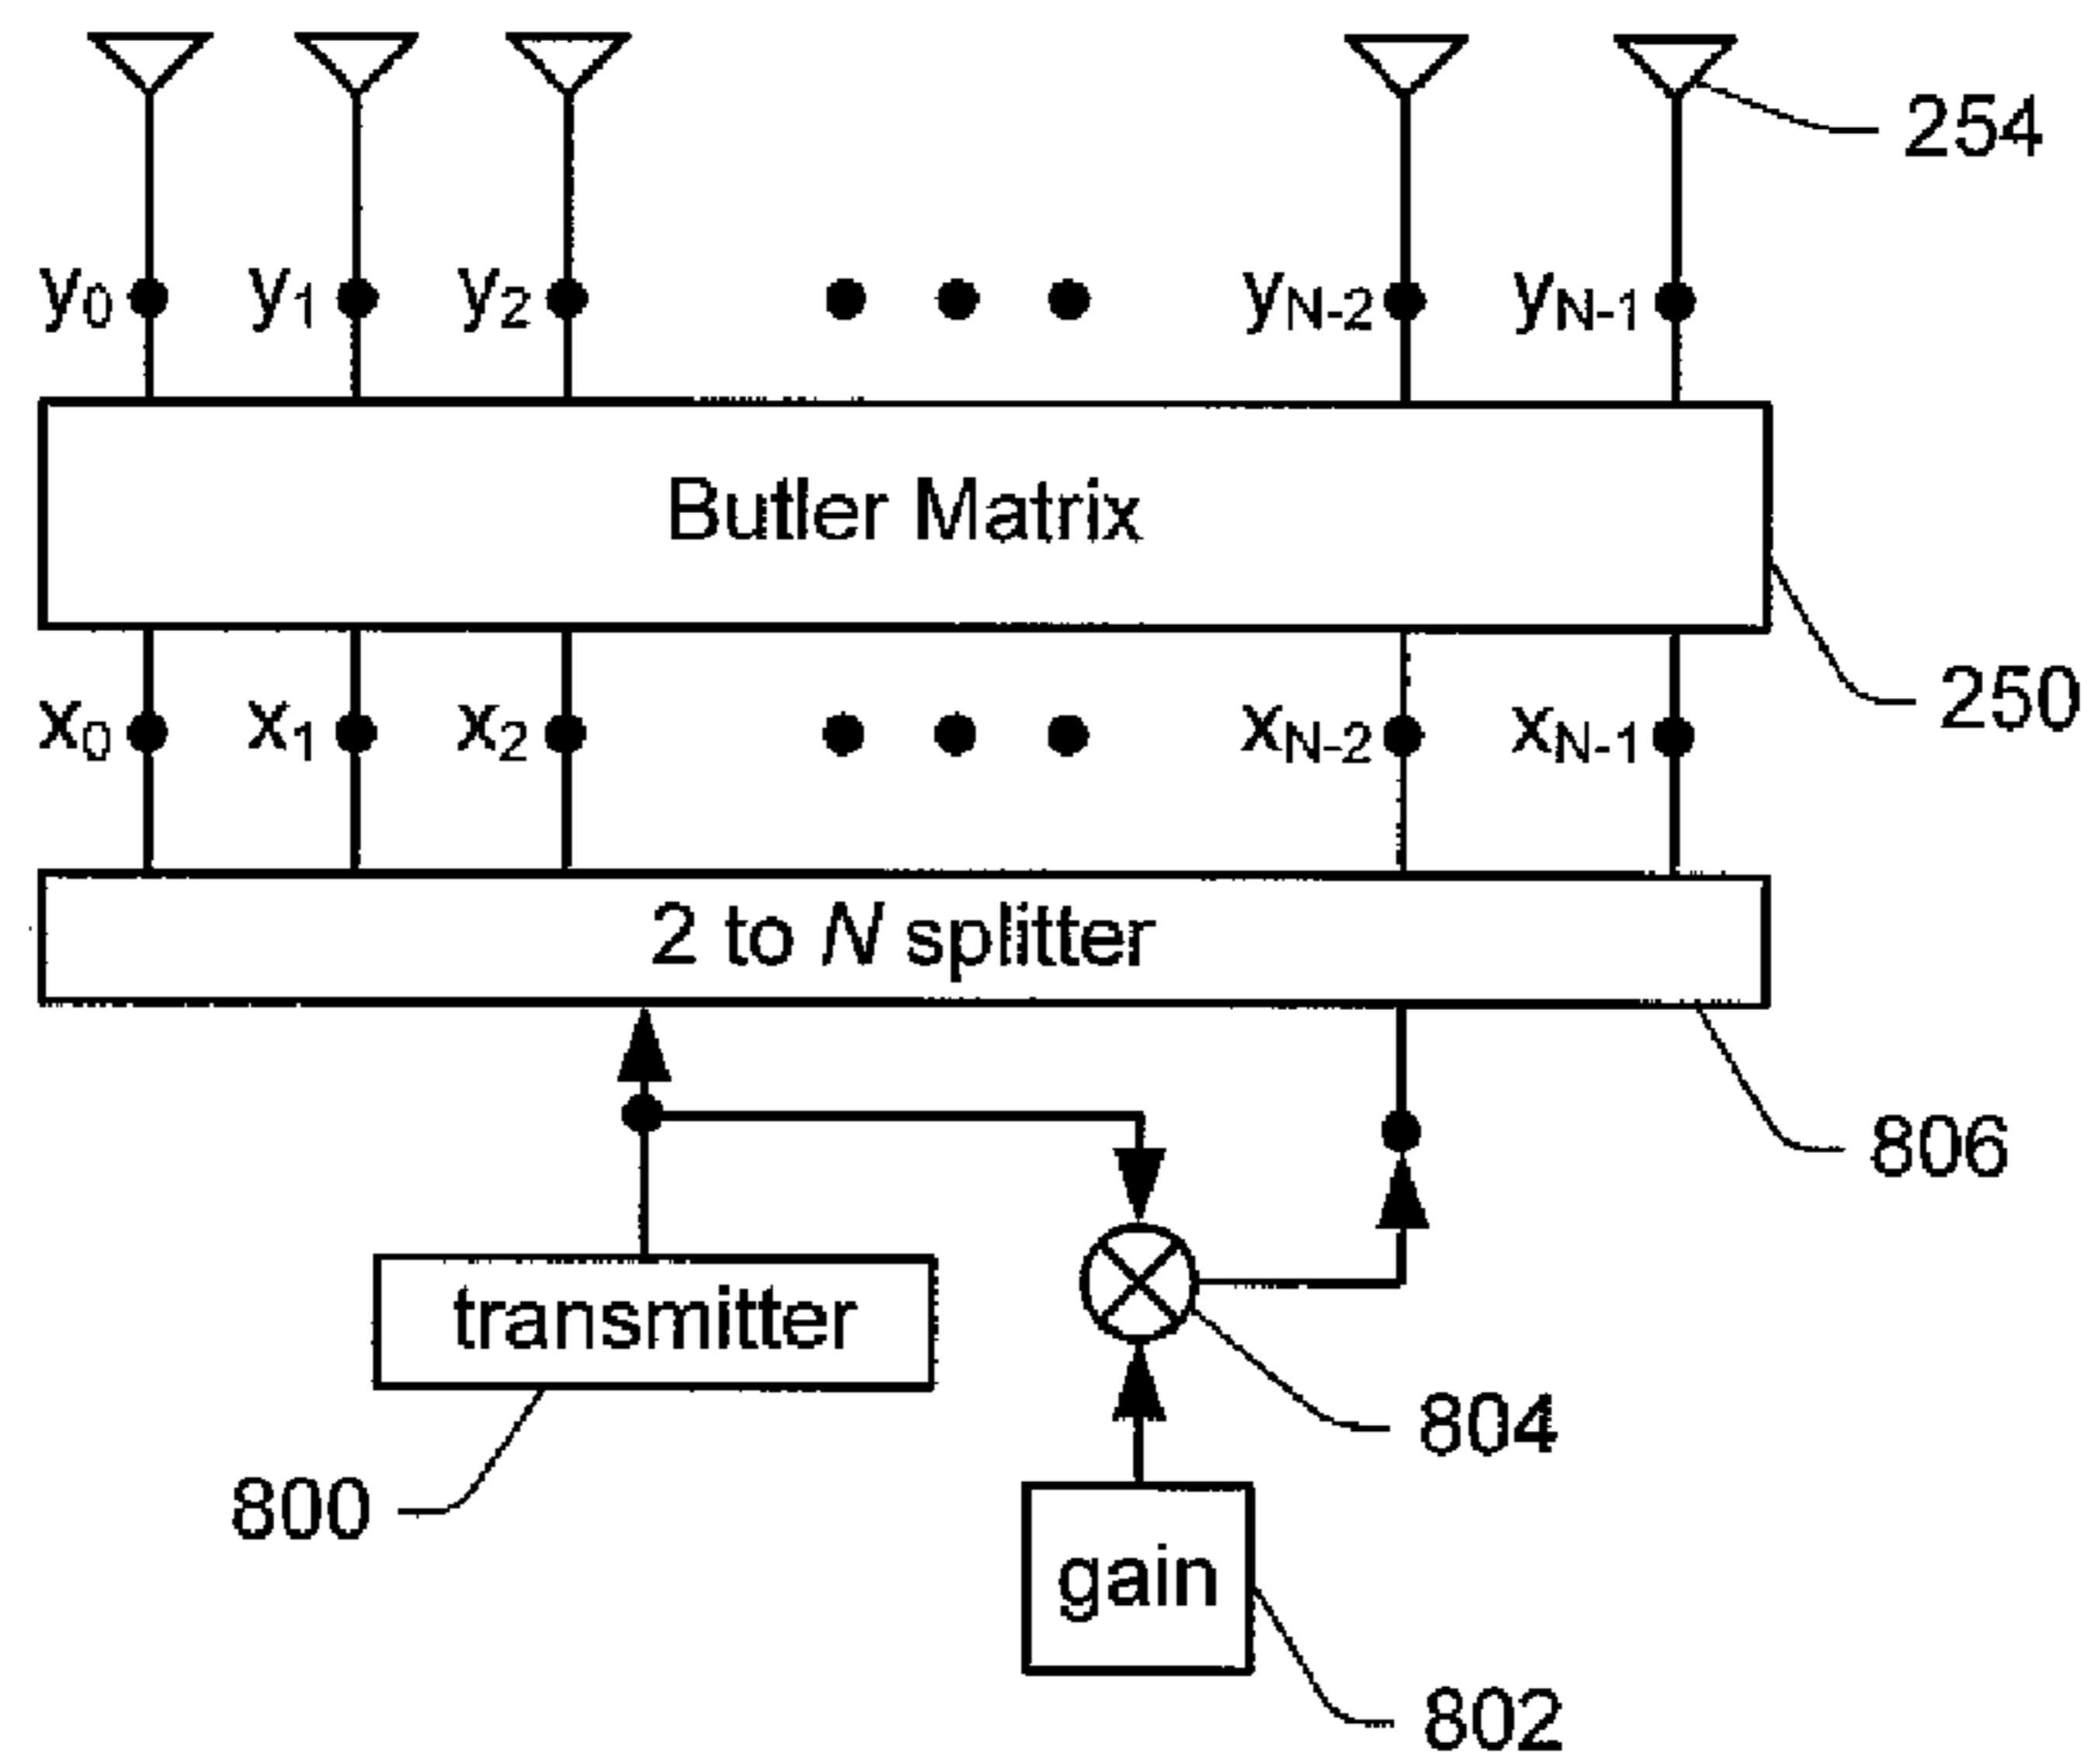 254
y0 y1 y2 yN-2 yN-1
Butler Matrix
250
x0 x1 x2 xN-2 xN-1
2 to N splitter
806
transmitter
804
800
gain
802